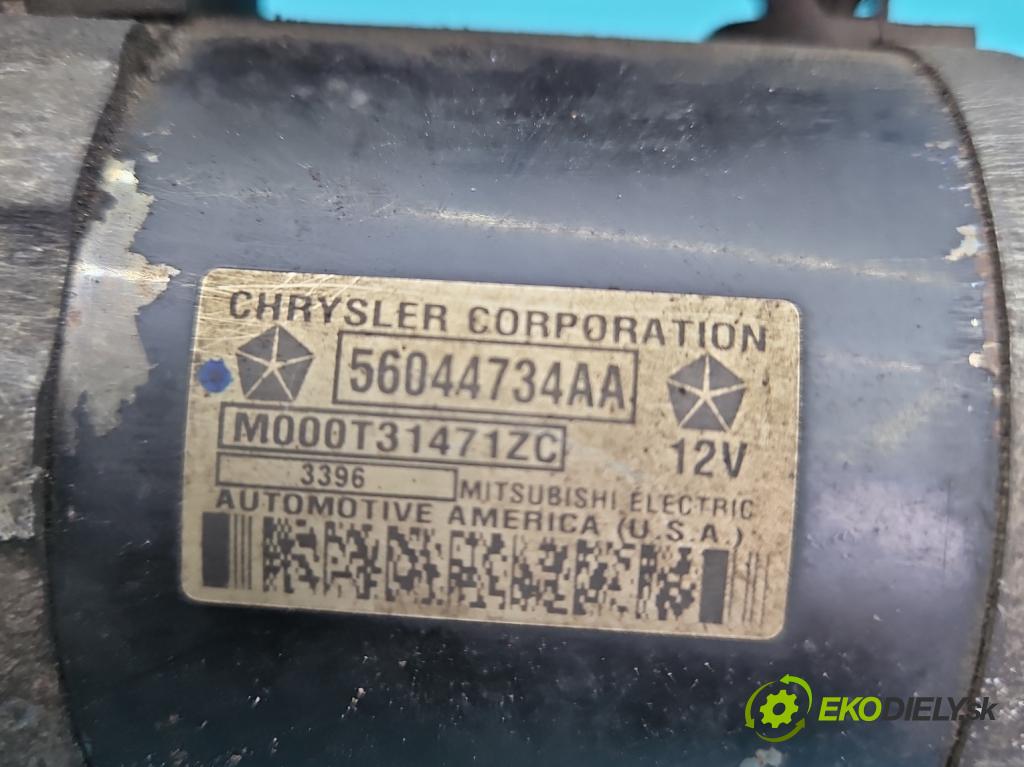 CHRYSLER CORPORATION
56044734AA
M000T31471ZC
12V
3396
MITSUBISHI ELECTRIC
AUTOMOTIVE AMERICA (U.S.A.)
EKODIELY.sk